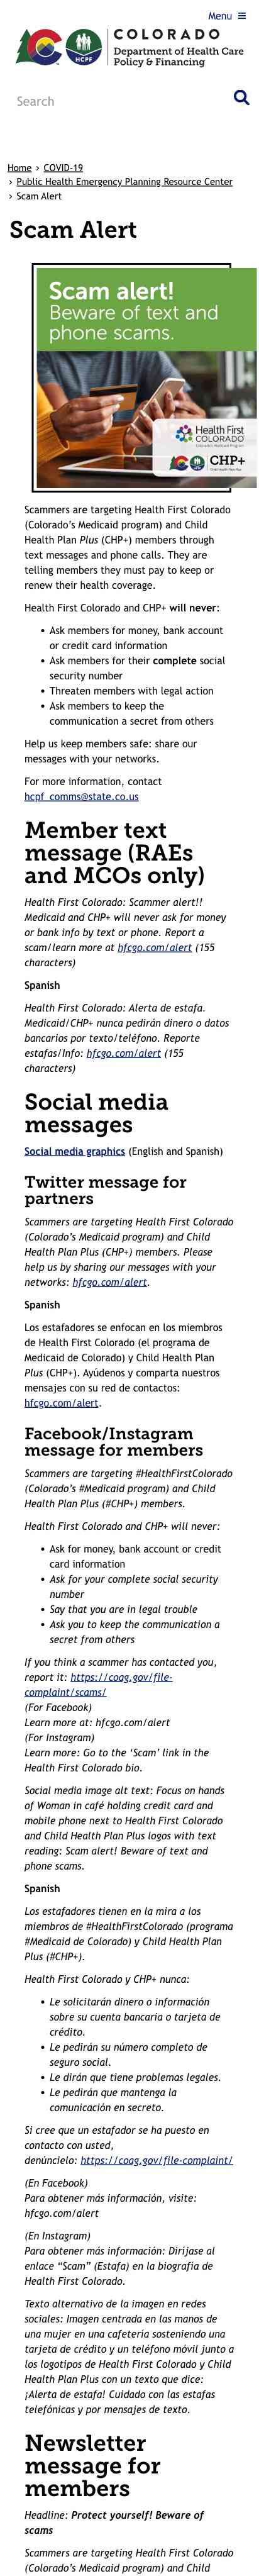 Menu ≡
COLORADO
Department of Health Care
Policy & Financing
HCPF
Search
Home › COVID-19
› Public Health Emergency Planning Resource Center
› Scam Alert
Scam Alert
Scam alert!
Beware of text and
phone scams.
Health First
COLORADO
Colorado's Medicaid Program
HCPF
CHP+
Child Health Plan Plus
Scammers are targeting Health First Colorado
(Colorado’s Medicaid program) and Child
Health Plan Plus (CHP+) members through
text messages and phone calls. They are
telling members they must pay to keep or
renew their health coverage.
Health First Colorado and CHP+ will never:
• Ask members for money, bank account
or credit card information
• Ask members for their complete social
security number
• Threaten members with legal action
• Ask members to keep the
communication a secret from others
Help us keep members safe: share our
messages with your networks.
For more information, contact
hcpf_comms@state.co.us
Member text
message (RAEs
and MCOs only)
Health First Colorado: Scammer alert!!
Medicaid and CHP+ will never ask for money
or bank info by text or phone. Report a
scam/learn more at hfcgo.com/alert (155
characters)
Spanish
Health First Colorado: Alerta de estafa.
Medicaid/CHP+ nunca pedirán dinero o datos
bancarios por texto/teléfono. Reporte
estafas/Info: hfcgo.com/alert (155
characters)
Social media
messages
Social media graphics (English and Spanish)
Twitter message for
partners
Scammers are targeting Health First Colorado
(Colorado’s Medicaid program) and Child
Health Plan Plus (CHP+) members. Please
help us by sharing our messages with your
networks: hfcgo.com/alert.
Spanish
Los estafadores se enfocan en los miembros
de Health First Colorado (el programa de
Medicaid de Colorado) y Child Health Plan
Plus (CHP+). Ayúdenos y comparta nuestros
mensajes con su red de contactos:
hfcgo.com/alert.
Facebook/Instagram
message for members
Scammers are targeting #HealthFirstColorado
(Colorado’s #Medicaid program) and Child
Health Plan Plus (#CHP+) members.
Health First Colorado and CHP+ will never:
• Ask for money, bank account or credit
card information
• Ask for your complete social security
number
• Say that you are in legal trouble
• Ask you to keep the communication a
secret from others
If you think a scammer has contacted you,
report it: https://coag.gov/file-
complaint/scams/
(For Facebook)
Learn more at: hfcgo.com/alert
(For Instagram)
Learn more: Go to the ‘Scam’ link in the
Health First Colorado bio.
Social media image alt text: Focus on hands
of Woman in café holding credit card and
mobile phone next to Health First Colorado
and Child Health Plan Plus logos with text
reading: Scam alert! Beware of text and
phone scams.
Spanish
Los estafadores tienen en la mira a los
miembros de #HealthFirstColorado (programa
#Medicaid de Colorado) y Child Health Plan
Plus (#CHP+).
Health First Colorado y CHP+ nunca:
• Le solicitarán dinero o información
sobre su cuenta bancaria o tarjeta de
crédito.
• Le pedirán su número completo de
seguro social.
• Le dirán que tiene problemas legales.
• Le pedirán que mantenga la
comunicación en secreto.
Si cree que un estafador se ha puesto en
contacto con usted,
denúncielo: https://coag.gov/file-complaint/
(En Facebook)
Para obtener más información, visite:
hfcgo.com/alert
(En Instagram)
Para obtener más información: Diríjase al
enlace “Scam” (Estafa) en la biografía de
Health First Colorado.
Texto alternativo de la imagen en redes
sociales: Imagen centrada en las manos de
una mujer en una cafetería sosteniendo una
tarjeta de crédito y un teléfono móvil junto a
los logotipos de Health First Colorado y Child
Health Plan Plus con un texto que dice:
¡Alerta de estafa! Cuidado con las estafas
telefónicas y por mensajes de texto.
Newsletter
message for
members
Headline: Protect yourself! Beware of
scams
Scammers are targeting Health First Colorado
(Colorado’s Medicaid program) and Child